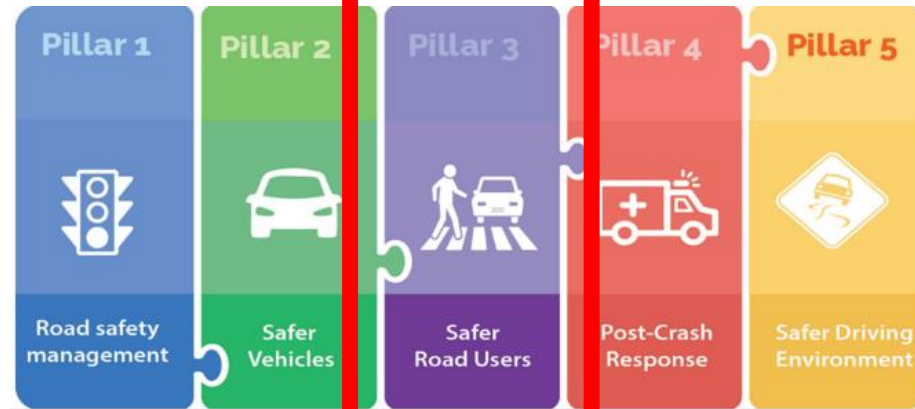 Pillar 1
Pillar 2
Pillar 3
Pillar 4
Pillar 5
Road safety
management
Safer
Vehicles
Safer
Road Users
Post-Crash
Response
Safer Driving
Environment